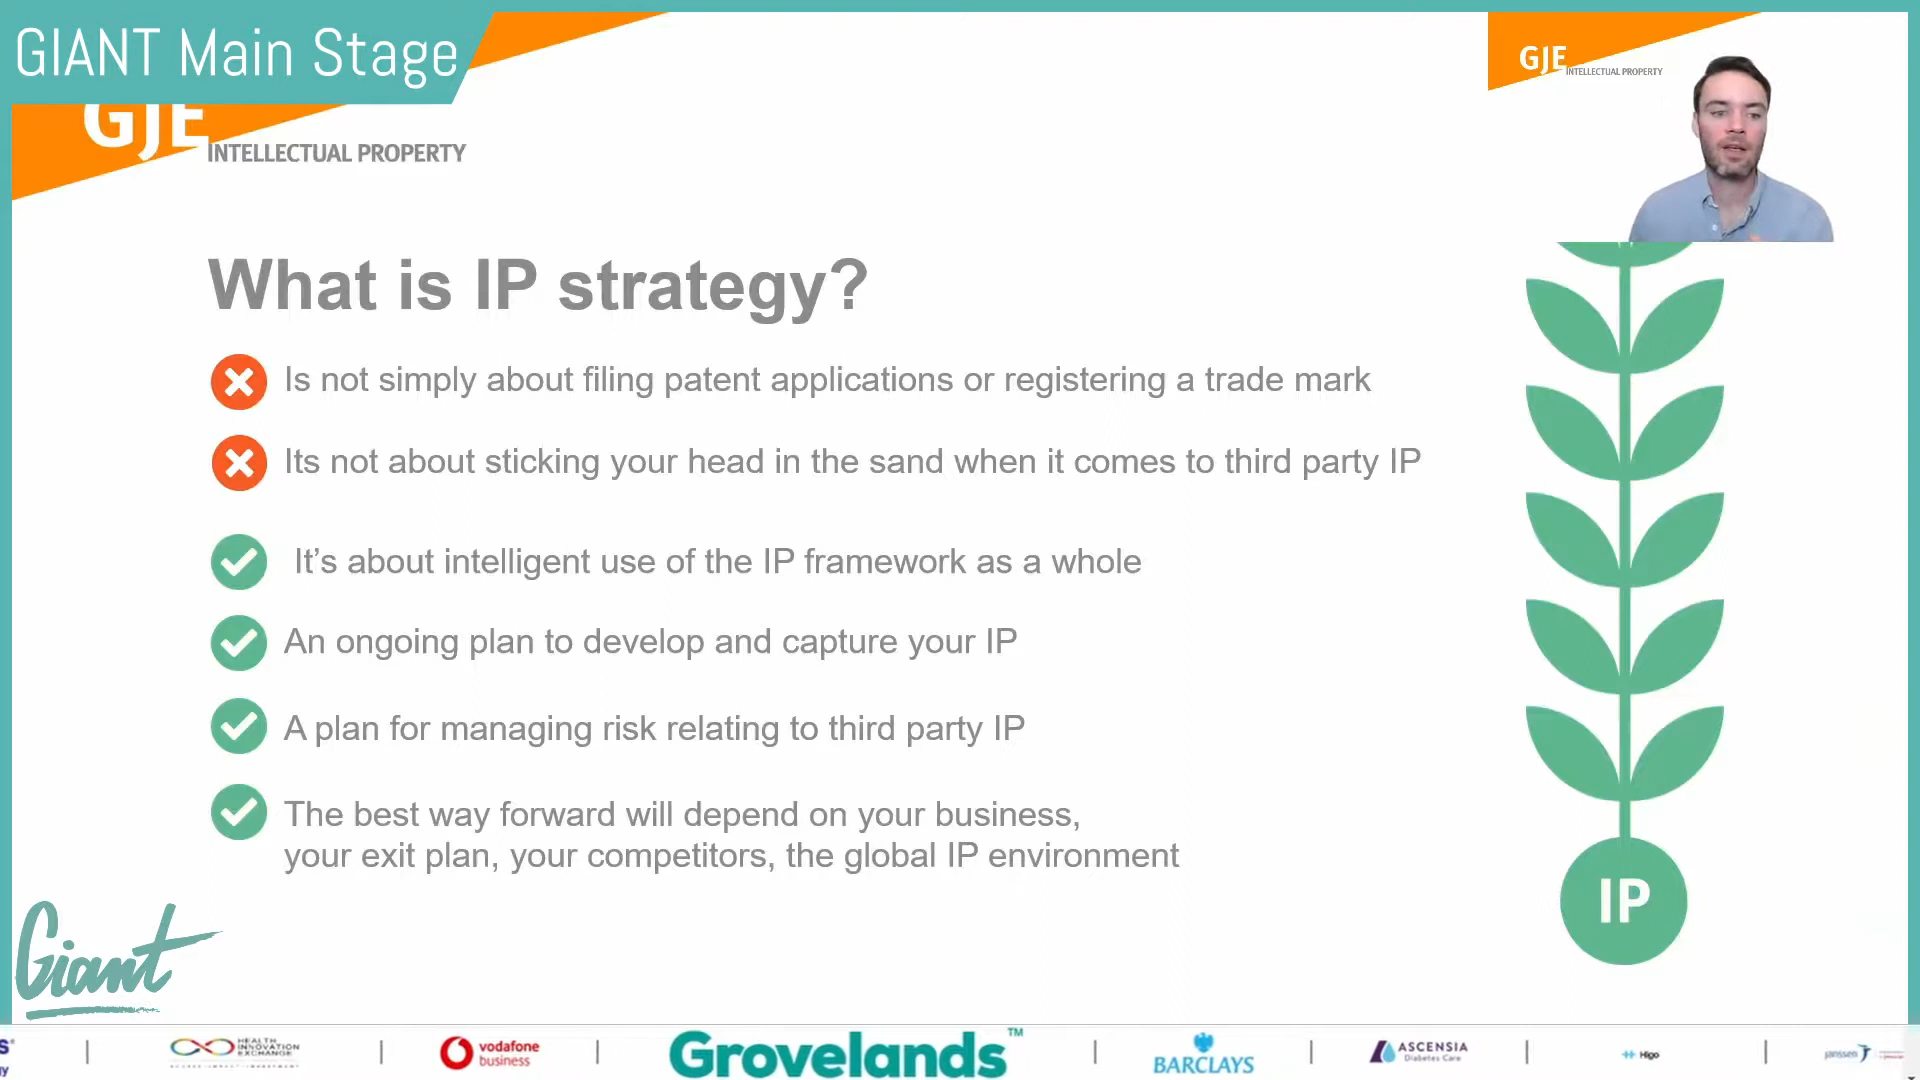 GIANT Main Stage
GJE
INTELLECTUAL PROPERTY
GJE
INTELLECTUAL PROPERTY
What is IP strategy?
Is not simply about filing patent applications or registering a trade mark
Its not about sticking your head in the sand when it comes to third party IP
It’s about intelligent use of the IP framework as a whole
An ongoing plan to develop and capture your IP
A plan for managing risk relating to third party IP
The best way forward will depend on your business,
your exit plan, your competitors, the global IP environment
IP
Giant
HEALTH
INNOVATION
EXCHANGE
vodafone
business
Grovelands™
BARCLAYS
ASCENSIA
Diabetes Care
Higo
janssen